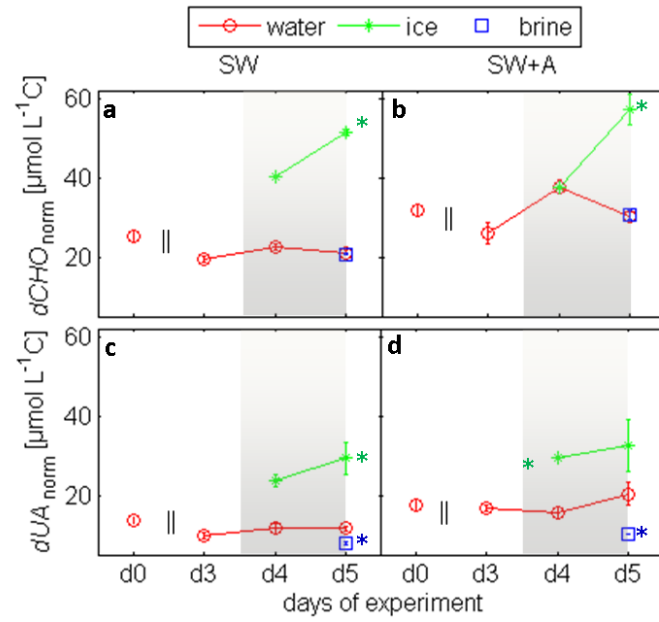 water ice brine
SW SW+A
a b
60
40
20
dCHOnorm [µmol L⁻¹C]
* *
|| ||
c d
60
40
20
dUAnorm [µmol L⁻¹C]
* *
* *
|| ||
d0 d3 d4 d5 d0 d3 d4 d5
days of experiment